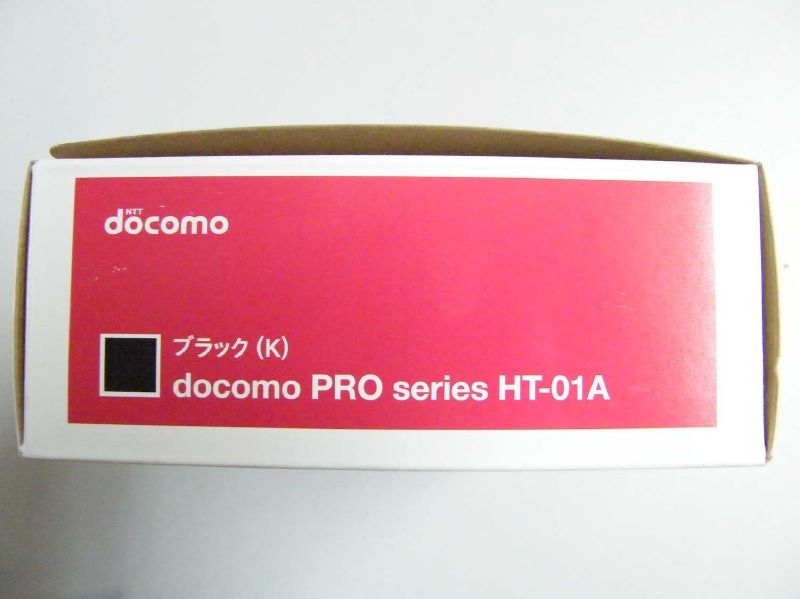 NTT
docomo
ブラック(K)
docomo PRO series HT-01A